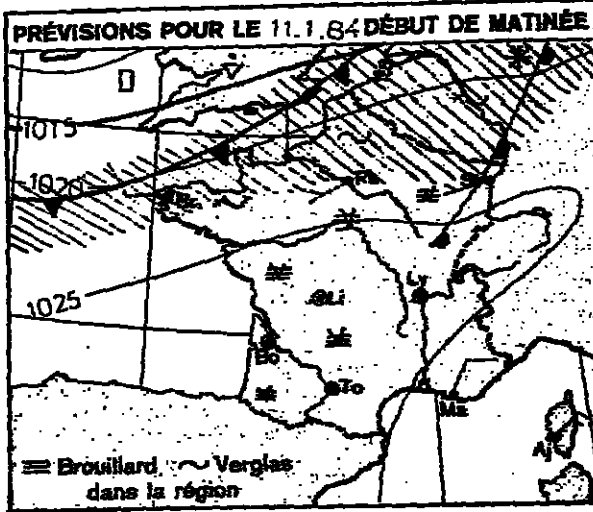 PRÉVISIONS POUR LE 11.1.84 DÉBUT DE MATINÉE
D
1015
1020
Br
1025
Li
Ly
Bo
To
Ma
Aj
Brouillard Verglas
dans la région